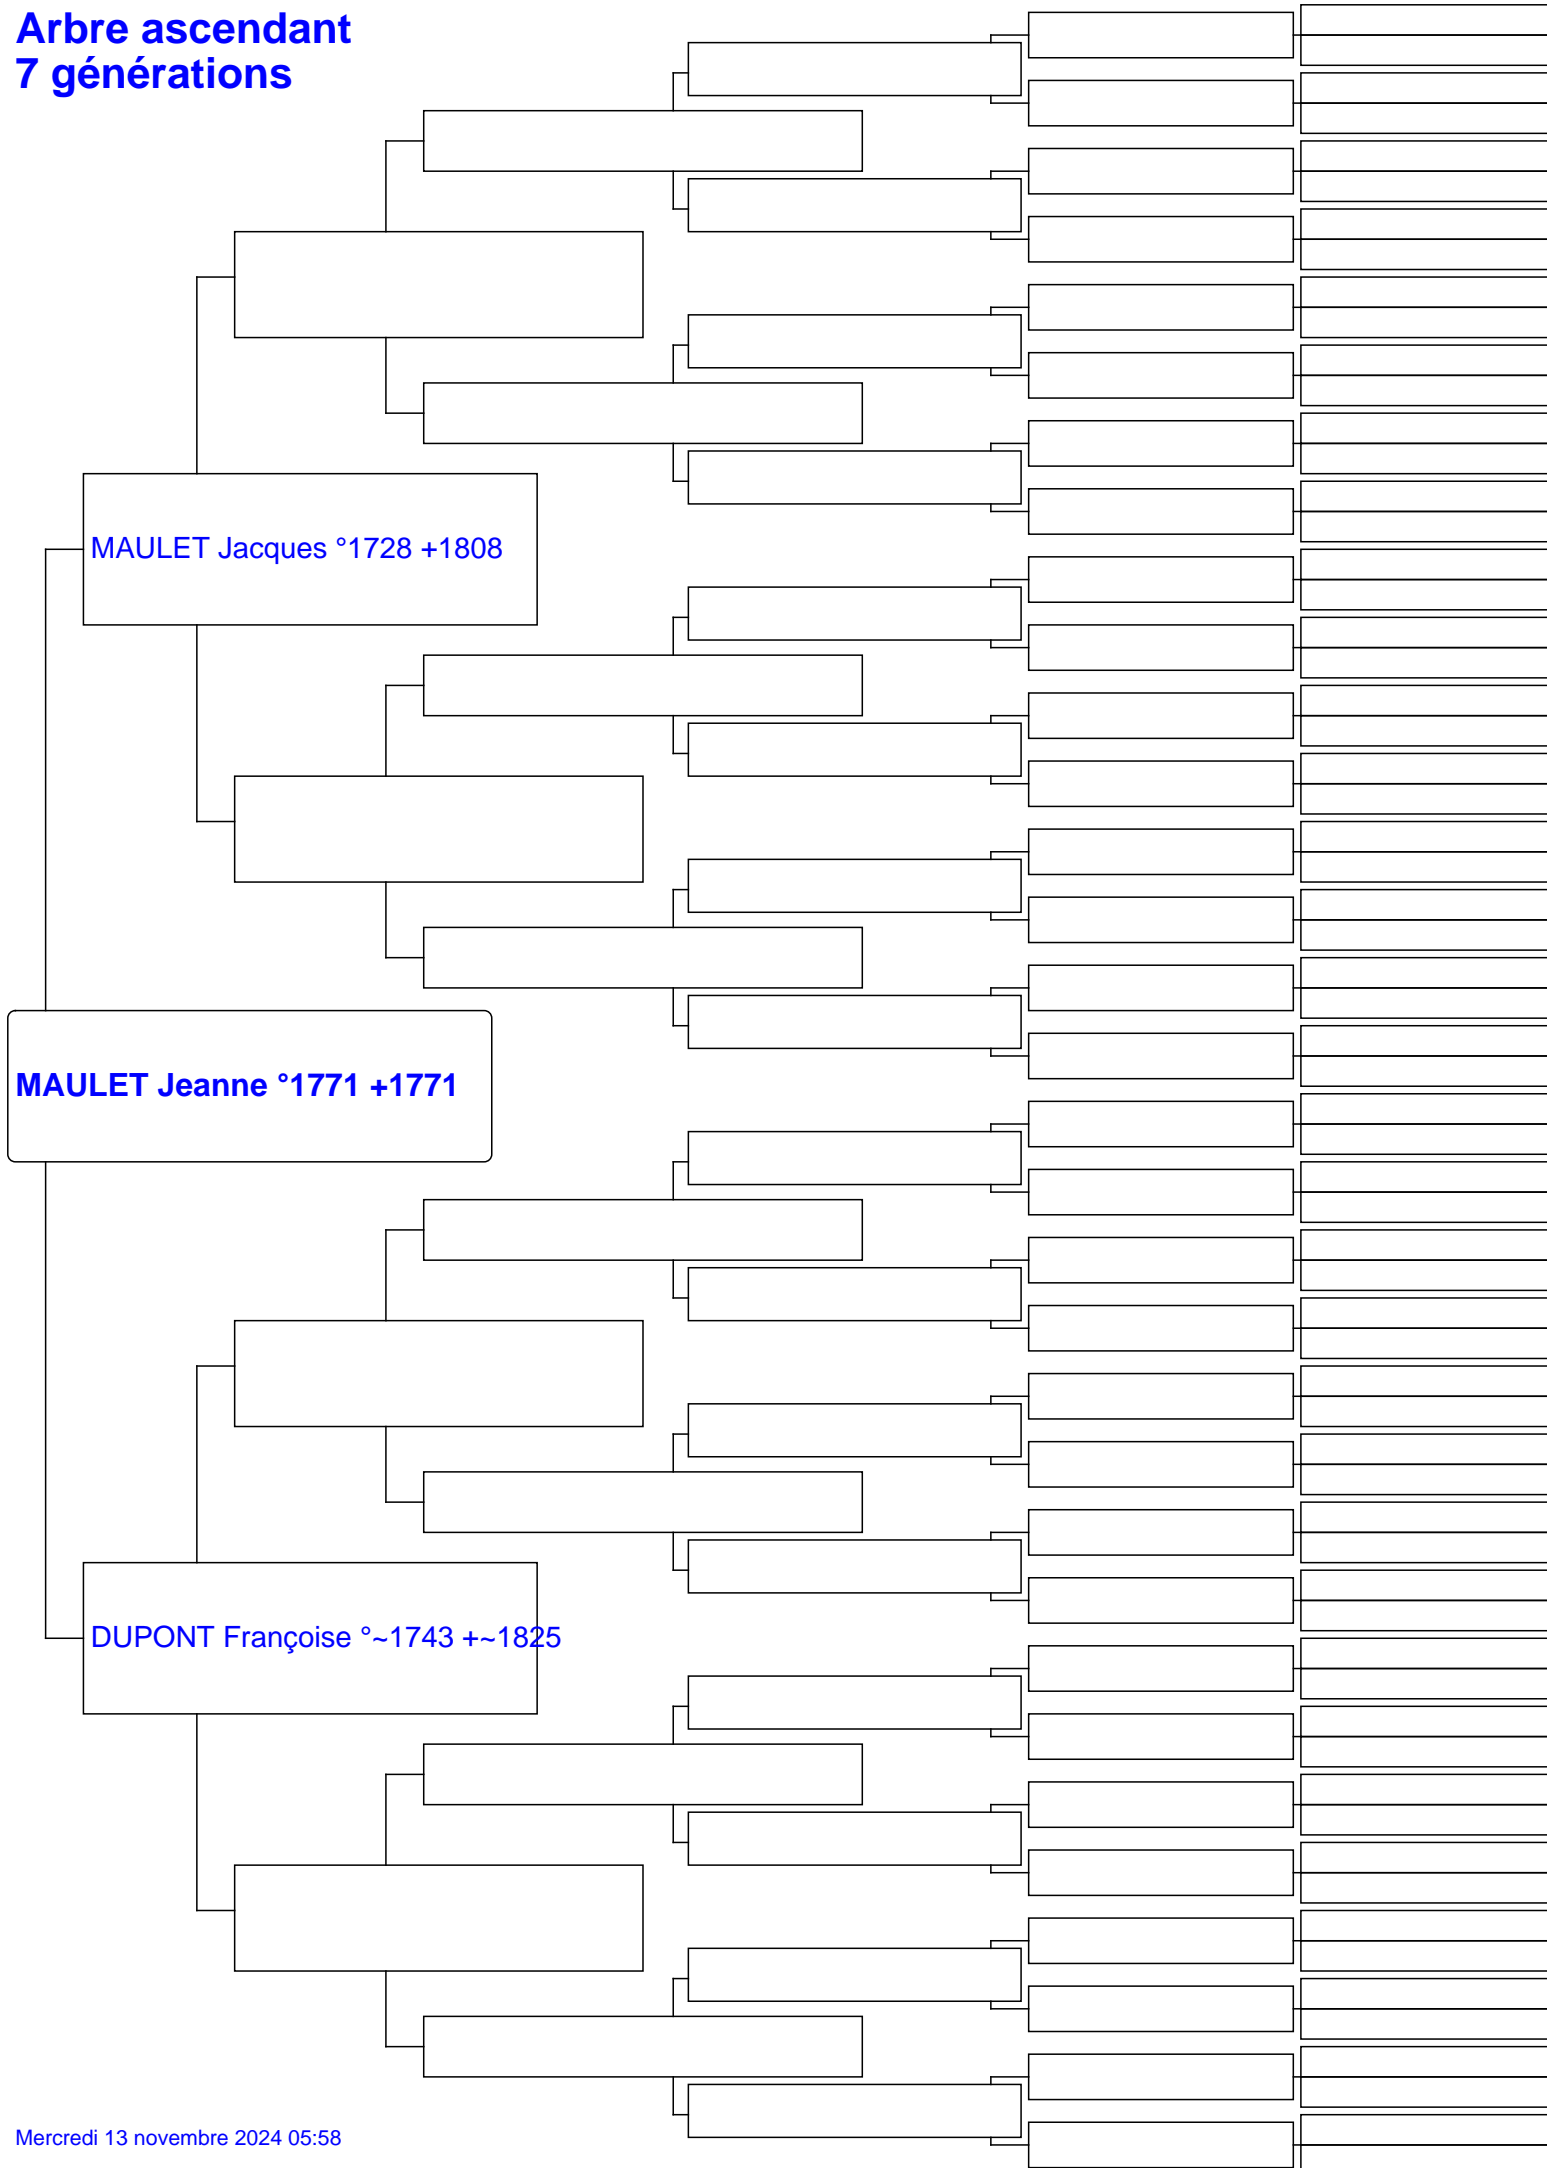 Arbre ascendant
7 générations
MAULET Jacques °1728 +1808
MAULET Jeanne °1771 +1771
DUPONT Françoise °~1743 +~1825
Mercredi 13 novembre 2024 05:58